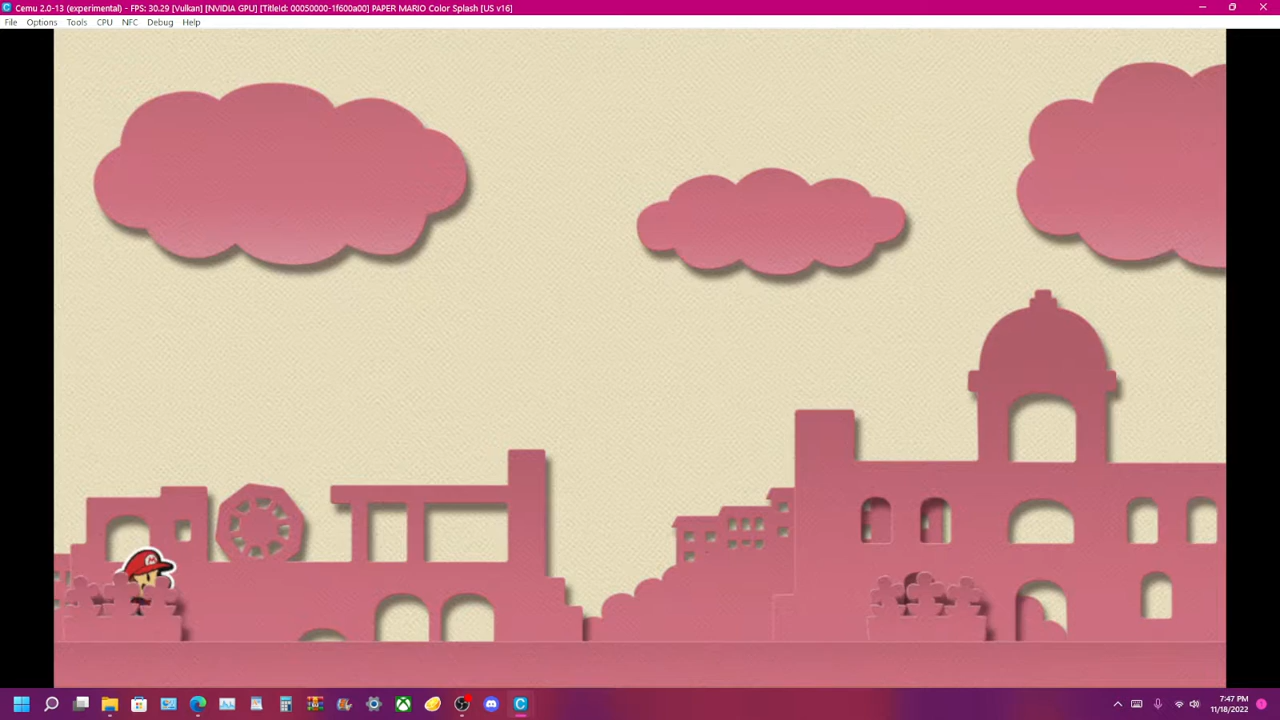 Cemu 2.0-13 (experimental) - FPS: 30.29 [Vulkan] [NVIDIA GPU] [TitleId: 00050000-1f600a00] PAPER MARIO Color Splash [US v16]
File Options Tools CPU NFC Debug Help
M
7:47 PM
11/18/2022